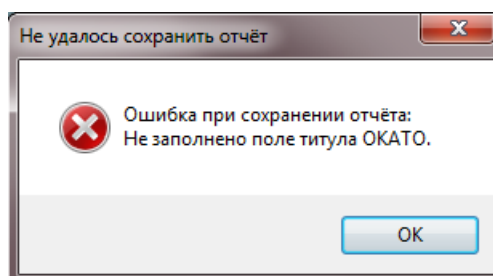 Не удалось сохранить отчёт
Ошибка при сохранении отчёта:
Не заполнено поле титула ОКАТО.
OK